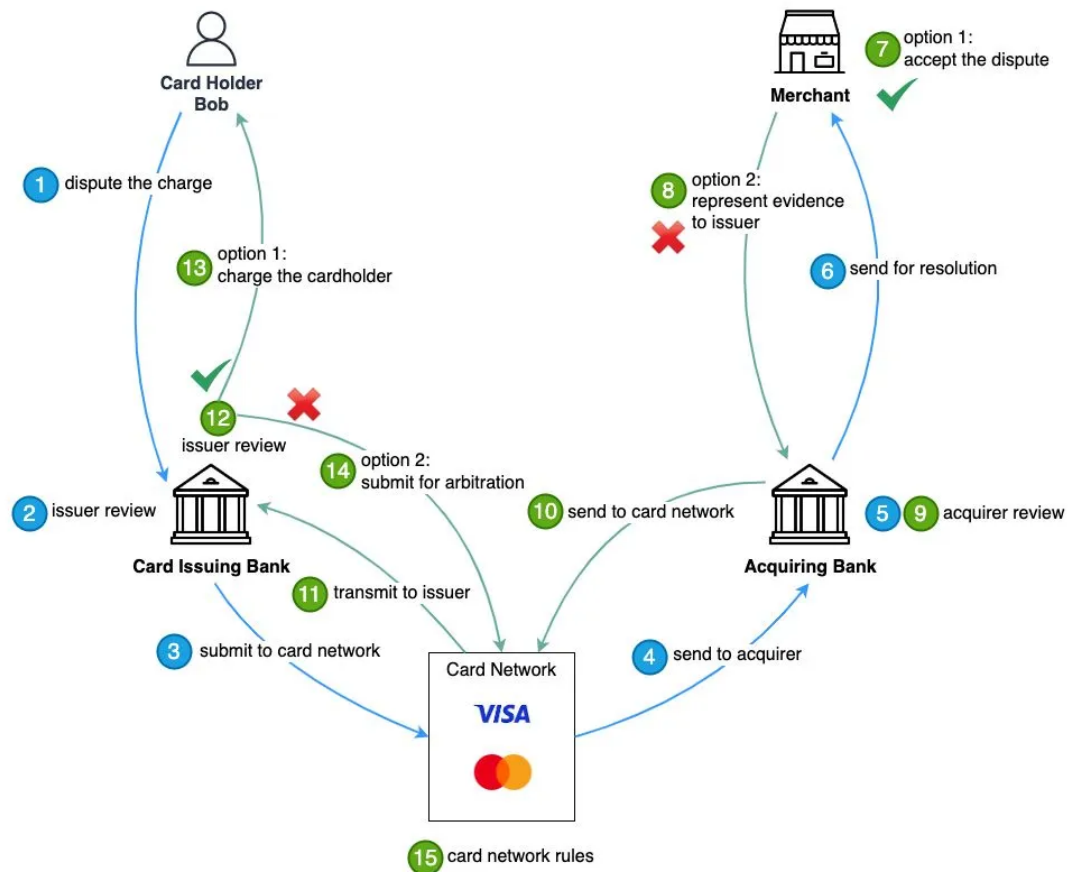 Card Holder
Bob
Merchant
7
option 1:
accept the dispute
1
dispute the charge
8
option 2:
represent evidence
to issuer
13
option 1:
charge the cardholder
6
send for resolution
12
issuer review
14
option 2:
submit for arbitration
2
issuer review
10
send to card network
5
9
acquirer review
Card Issuing Bank
Acquiring Bank
11
transmit to issuer
3
submit to card network
4
send to acquirer
Card Network
VISA
15
card network rules